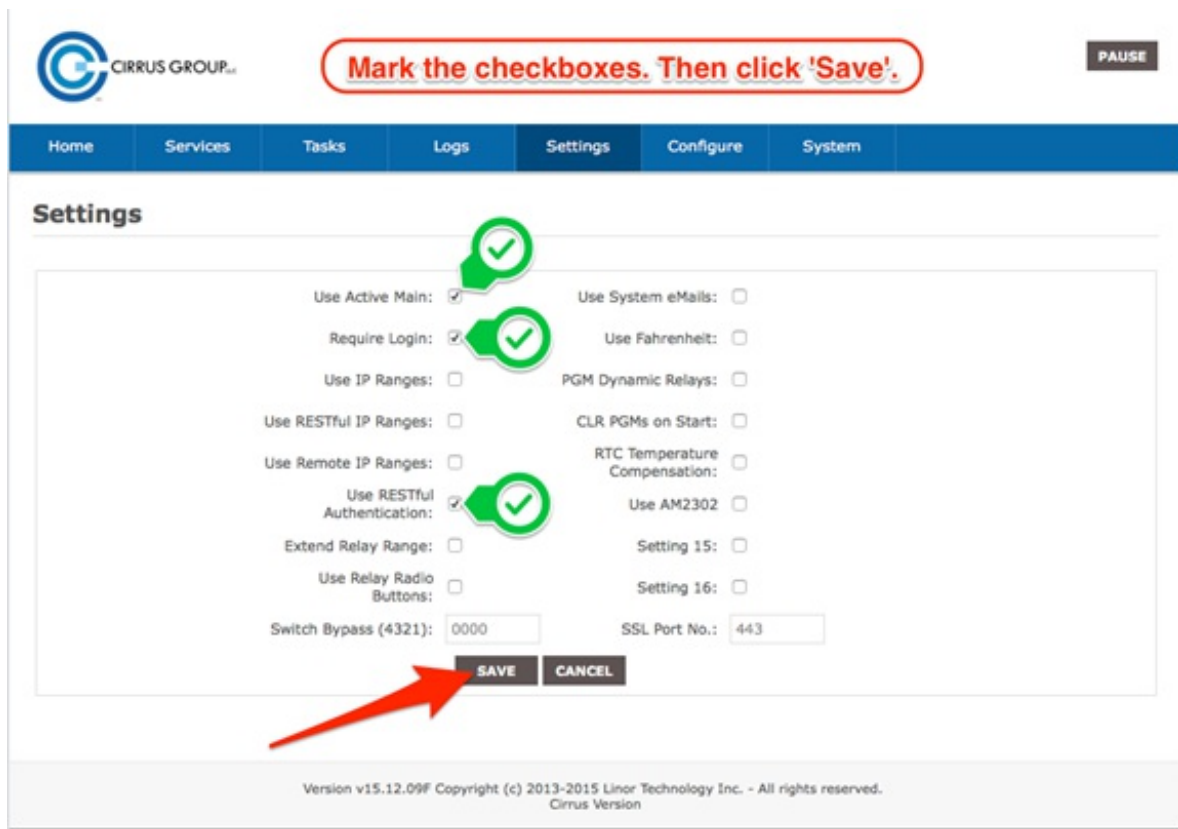 CIRRUS GROUP
Mark the checkboxes. Then click 'Save'.
PAUSE
Home Services Tasks Logs Settings Configure System
Settings
Use Active Main: Use System eMails:
Require Login: Use Fahrenheit:
Use IP Ranges: PGM Dynamic Relays:
Use RESTful IP Ranges: CLR PGMs on Start:
Use Remote IP Ranges: RTC Temperature
Compensation:
Use RESTful
Authentication: Use AM2302
Extend Relay Range: Setting 15:
Use Relay Radio
Buttons: Setting 16:
Switch Bypass (4321): 0000 SSL Port No.: 443
SAVE CANCEL
Version v15.12.09F Copyright (c) 2013-2015 Linor Technology Inc. - All rights reserved.
Cirrus Version